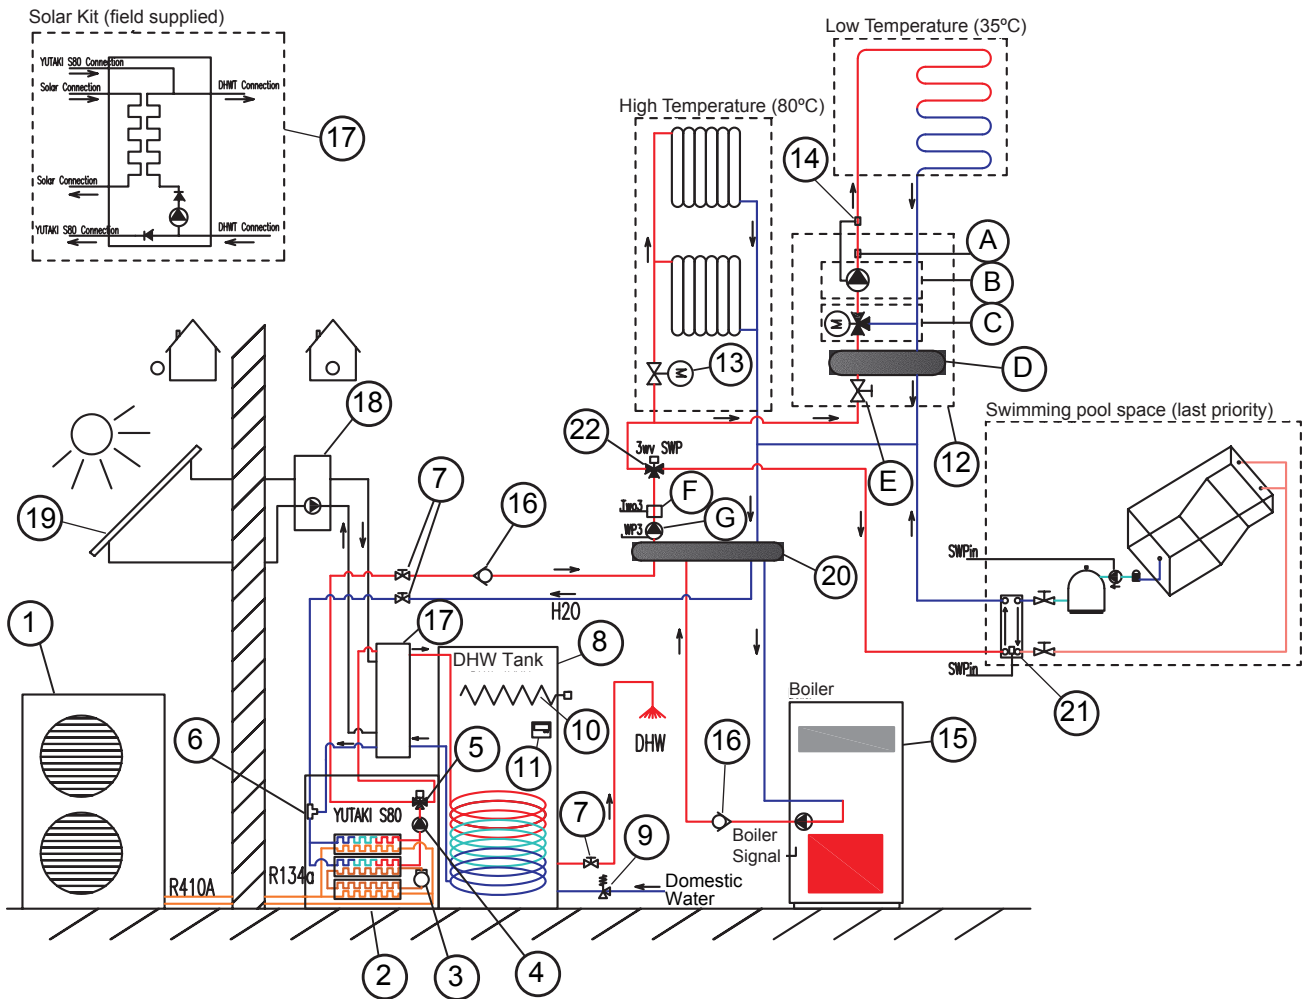 Solar Kit (field supplied)
YUTAKI S80 Connection
Solar Connection
DHWT Connection
Solar Connection
YUTAKI S80 Connection
DHWT Connection
17
Low Temperature (35ºC)
High Temperature (80ºC)
14
A
B
M
C
M
13
D
18
22
3wv SWP
E
12
Swimming pool space (last priority)
19
7
16
Two3
F
WP3
G
20
SWPin
H2O
1
17
DHW Tank
8
SWPin
21
Boiler
10
6
5
11
DHW
16
15
YUTAKI S80
7
9
Boiler
Signal
R410A
R134a
Domestic
Water
2
3
4